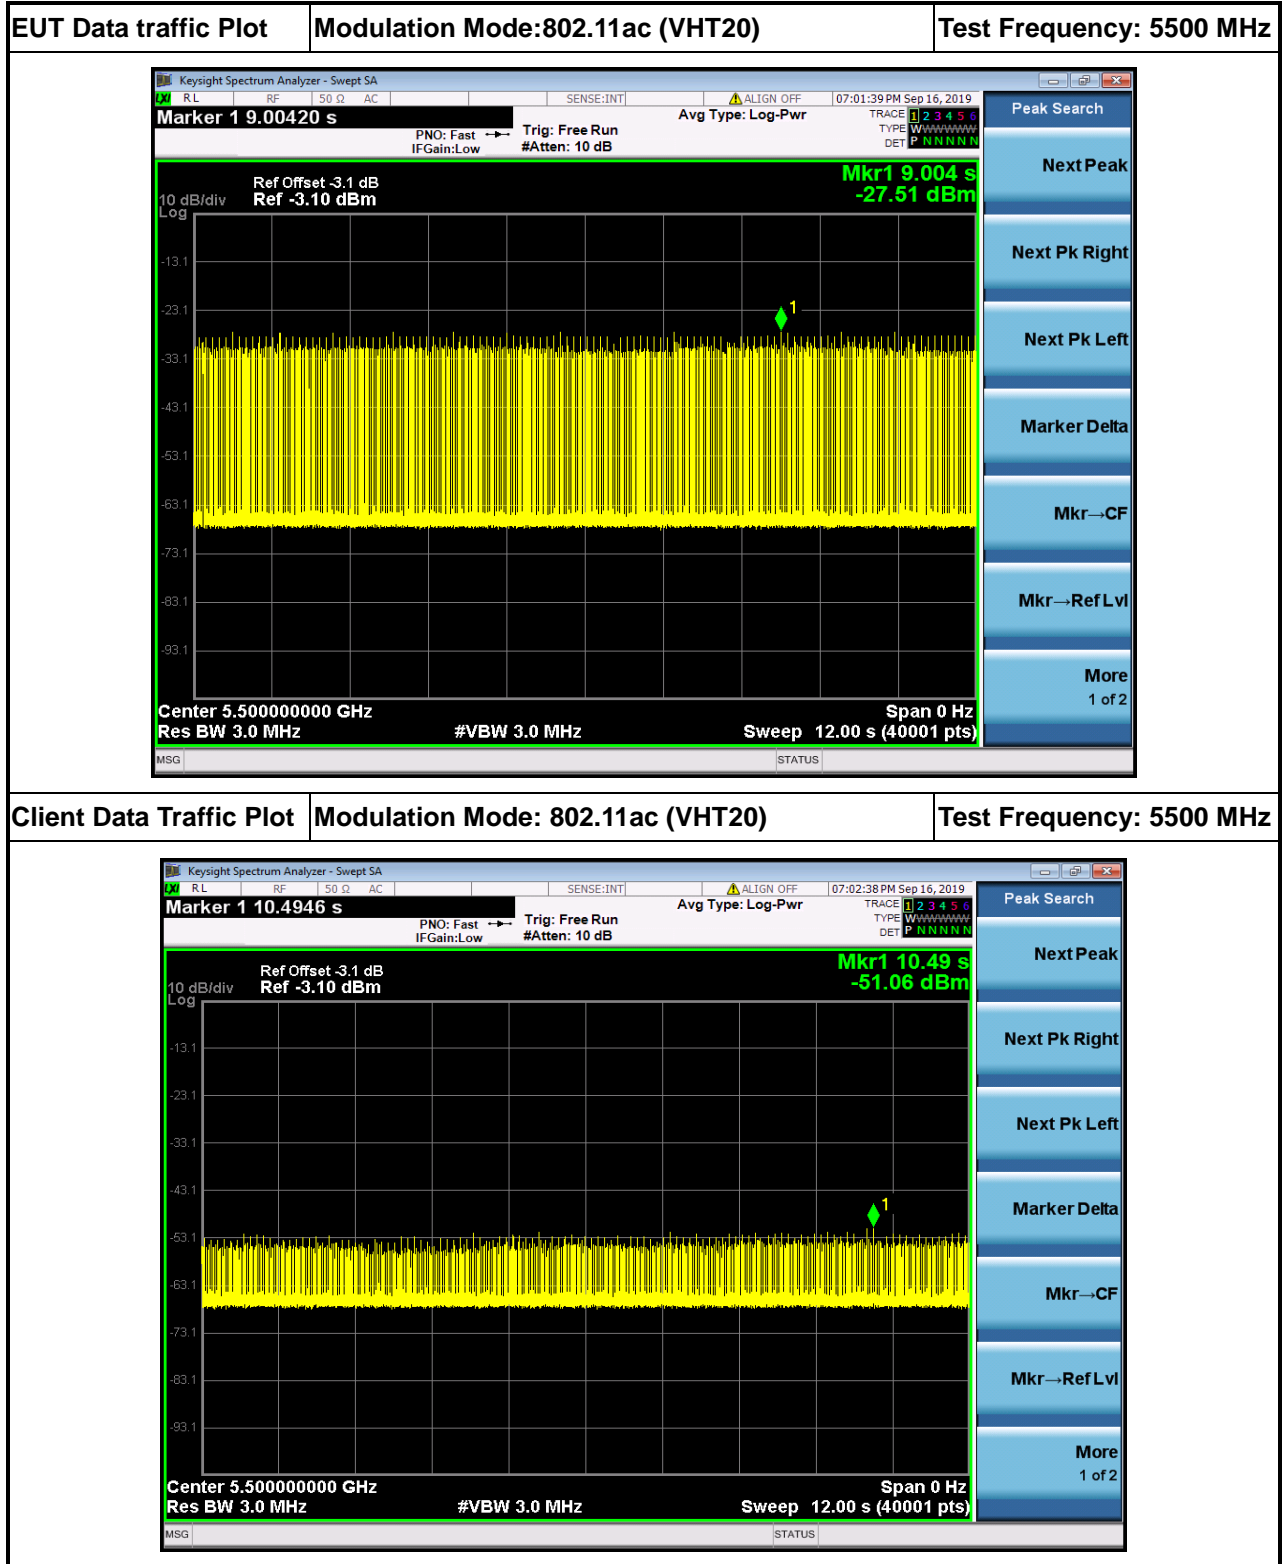 EUT Data traffic Plot Modulation Mode:802.11ac (VHT20) Test Frequency: 5500 MHz
Keysight Spectrum Analyzer - Swept SA
LXI RL RF 50 Ω AC SENSE:INT ALIGN OFF 07:01:39 PM Sep 16, 2019
Marker 1 9.00420 s
PNO: Fast
IFGain:Low
Trig: Free Run
#Atten: 10 dB
Avg Type: Log-Pwr
TRACE 1 2 3 4 5 6
TYPE WWWWWW
DET P N N N N N
Peak Search
Next Peak
Next Pk Right
Next Pk Left
Marker Delta
Mkr→CF
Mkr→Ref Lvl
More
1 of 2
Mkr1 9.004 s
-27.51 dBm
Ref Offset -3.1 dB
10 dB/div Ref -3.10 dBm
Log
-13.1
-23.1
1
-33.1
-43.1
-53.1
-63.1
-73.1
-83.1
-93.1
Center 5.500000000 GHz Span 0 Hz
Res BW 3.0 MHz #VBW 3.0 MHz Sweep 12.00 s (40001 pts)
MSG STATUS
Client Data Traffic Plot Modulation Mode: 802.11ac (VHT20) Test Frequency: 5500 MHz
Keysight Spectrum Analyzer - Swept SA
LXI RL RF 50 Ω AC SENSE:INT ALIGN OFF 07:02:38 PM Sep 16, 2019
Marker 1 10.4946 s
PNO: Fast
IFGain:Low
Trig: Free Run
#Atten: 10 dB
Avg Type: Log-Pwr
TRACE 1 2 3 4 5 6
TYPE WWWWWW
DET P N N N N N
Peak Search
Next Peak
Next Pk Right
Next Pk Left
Marker Delta
Mkr→CF
Mkr→Ref Lvl
More
1 of 2
Mkr1 10.49 s
-51.06 dBm
Ref Offset -3.1 dB
10 dB/div Ref -3.10 dBm
Log
-13.1
-23.1
-33.1
-43.1
1
-53.1
-63.1
-73.1
-83.1
-93.1
Center 5.500000000 GHz Span 0 Hz
Res BW 3.0 MHz #VBW 3.0 MHz Sweep 12.00 s (40001 pts)
MSG STATUS